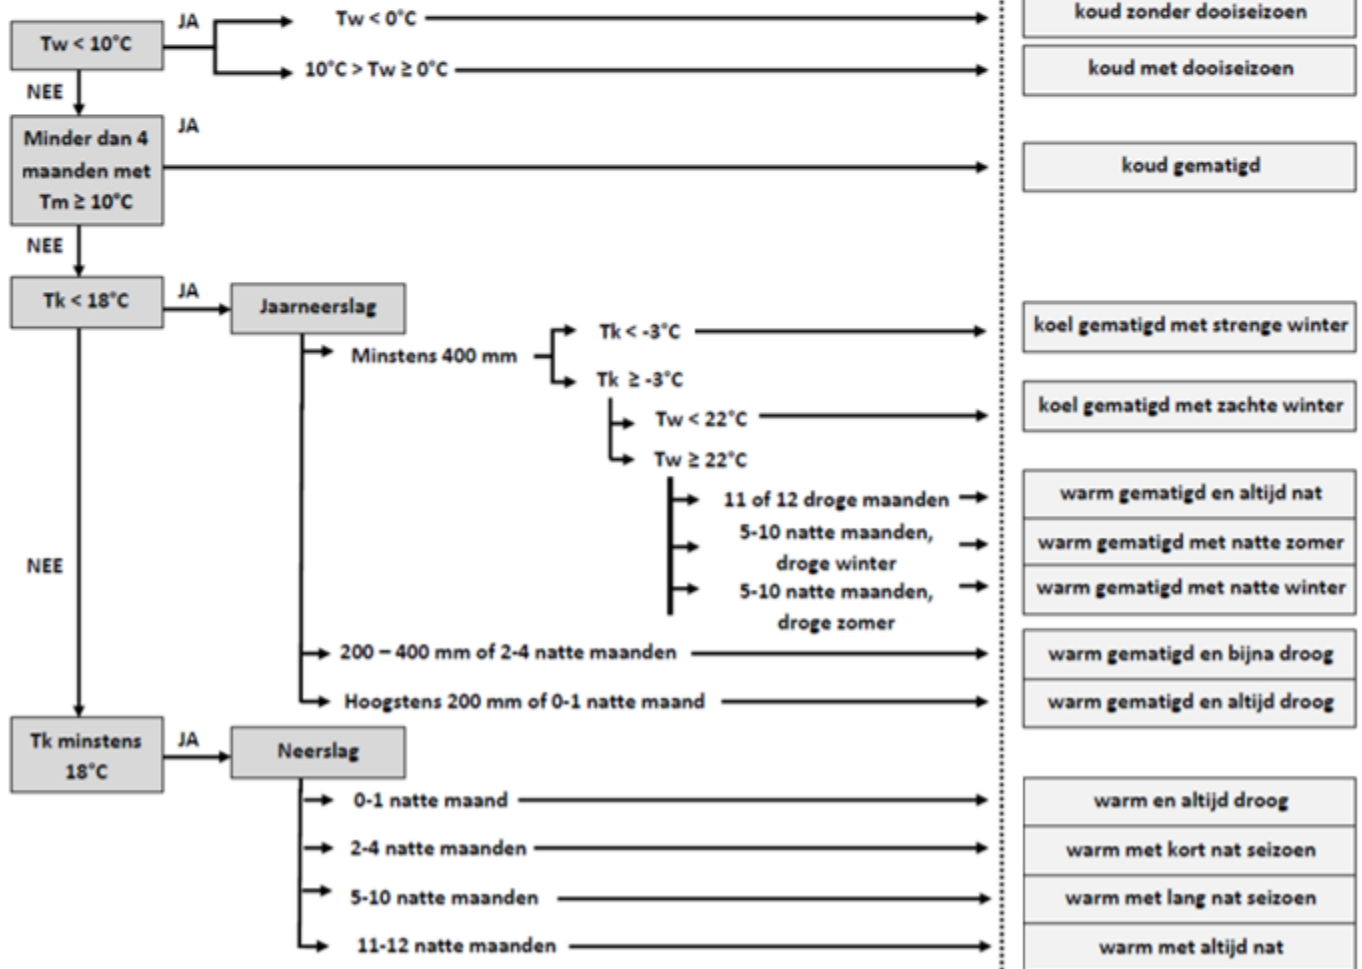 Tw < 10°C
JA
Tw < 0°C
koud zonder dooiseizoen
10°C > Tw ≥ 0°C
koud met dooiseizoen
NEE
Minder dan 4
maanden met
Tm ≥ 10°C
JA
koud gematigd
NEE
Tk < 18°C
JA
Jaarneerslag
Minstens 400 mm
Tk < -3°C
koel gematigd met strenge winter
Tk ≥ -3°C
Tw < 22°C
koel gematigd met zachte winter
Tw ≥ 22°C
11 of 12 droge maanden
warm gematigd en altijd nat
5-10 natte maanden,
droge winter
warm gematigd met natte zomer
5-10 natte maanden,
droge zomer
warm gematigd met natte winter
200 – 400 mm of 2-4 natte maanden
warm gematigd en bijna droog
Hoogstens 200 mm of 0-1 natte maand
warm gematigd en altijd droog
NEE
Tk minstens
18°C
JA
Neerslag
0-1 natte maand
warm en altijd droog
2-4 natte maanden
warm met kort nat seizoen
5-10 natte maanden
warm met lang nat seizoen
11-12 natte maanden
warm met altijd nat